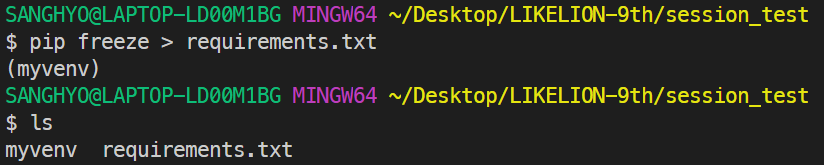 SANGHYO@LAPTOP-LD00M1BG MINGW64 ~/Desktop/LIKELION-9th/session_test
$ pip freeze > requirements.txt
(myvenv)
SANGHYO@LAPTOP-LD00M1BG MINGW64 ~/Desktop/LIKELION-9th/session_test
$ ls
myvenv  requirements.txt